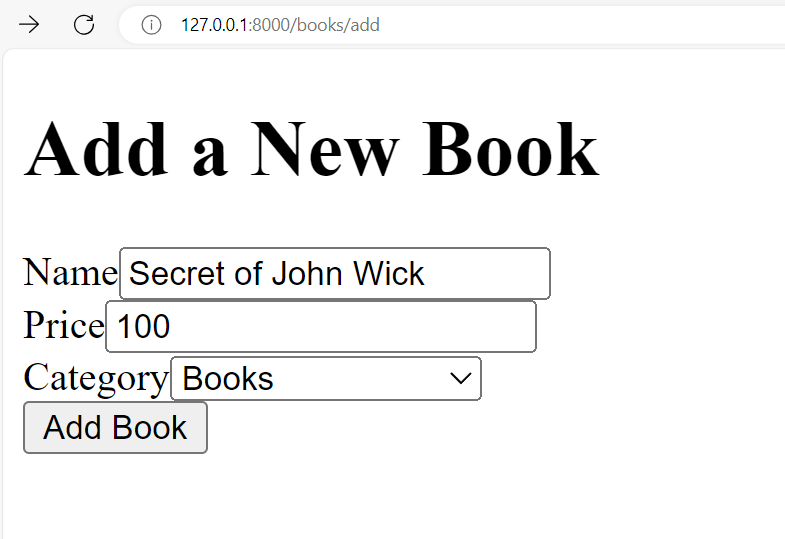 127.0.0.1:8000/books/add
Add a New Book
Name Secret of John Wick
Price 100
Category Books
Add Book